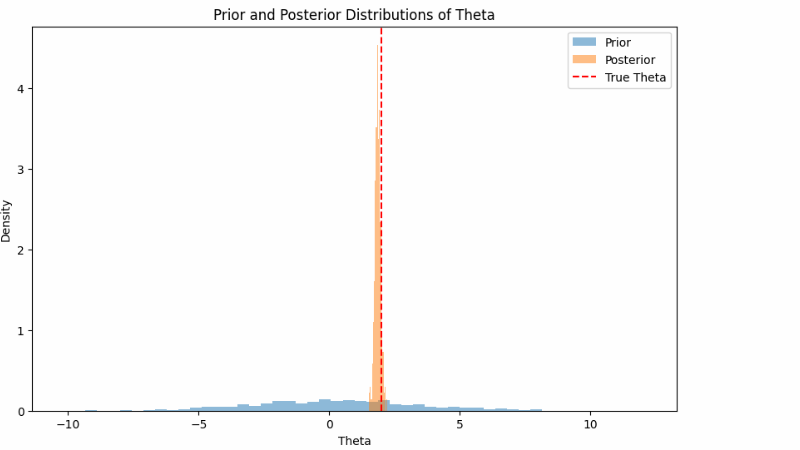 Prior and Posterior Distributions of Theta
Prior
Posterior
True Theta
4
3
2
1
0
Density
−10
−5
0
5
10
Theta